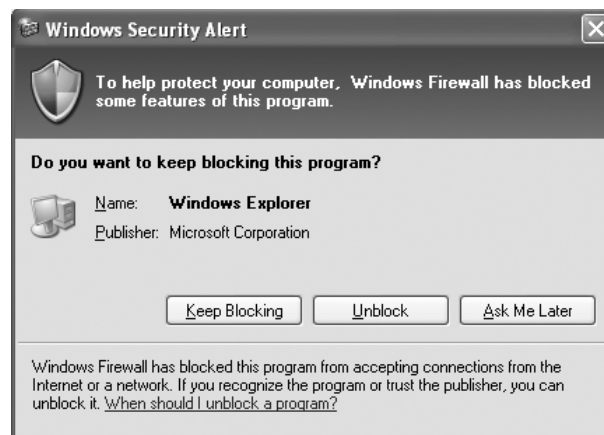 Windows Security Alert
To help protect your computer, Windows Firewall has blocked
some features of this program.
Do you want to keep blocking this program?
Name: Windows Explorer
Publisher: Microsoft Corporation
Keep Blocking Unblock Ask Me Later
Windows Firewall has blocked this program from accepting connections from the
Internet or a network. If you recognize the program or trust the publisher, you can
unblock it. When should I unblock a program?